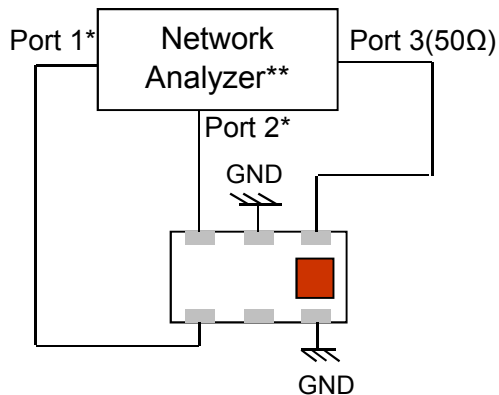 Port 1*
Network
Analyzer**
Port 3(50Ω)
Port 2*
GND
GND